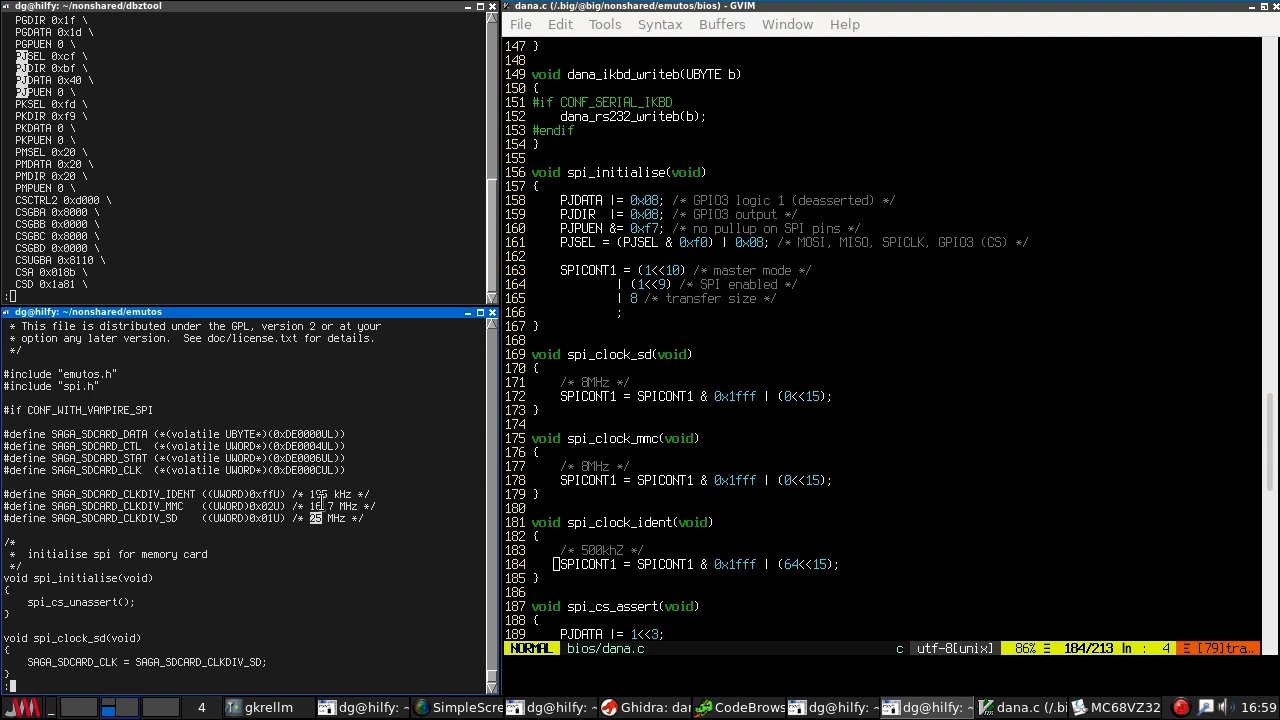 dg@hilfy: ~/nonshared/dbztool
PGDIR 0x1f \
PGDATA 0x1d \
PGPUEN 0 \
PJSEL 0xcf \
PJDIR 0xbf \
PJDATA 0x40 \
PJPUEN 0 \
PKSEL 0xfd \
PKDIR 0xf9 \
PKDATA 0 \
PKPUEN 0 \
PMSEL 0x20 \
PMDATA 0x20 \
PMDIR 0x20 \
PMPUEN 0 \
CSCTRL2 0xd000 \
CSGBA 0x8000 \
CSGBB 0x0000 \
CSGBC 0x8000 \
CSGBD 0x0000 \
CSUGBA 0x8110 \
CSA 0x018b \
CSD 0x1a81 \
:
dg@hilfy: ~/nonshared/emutos
 * This file is distributed under the GPL, version 2 or at your
 * option any later version.  See doc/license.txt for details.
 */
#include "emutos.h"
#include "spi.h"
#if CONF_WITH_VAMPIRE_SPI
#define SAGA_SDCARD_DATA (*(volatile UBYTE*)(0xDE0000UL))
#define SAGA_SDCARD_CTL  (*(volatile UWORD*)(0xDE0004UL))
#define SAGA_SDCARD_STAT (*(volatile UWORD*)(0xDE0006UL))
#define SAGA_SDCARD_CLK  (*(volatile UWORD*)(0xDE000CUL))
#define SAGA_SDCARD_CLKDIV_IDENT ((UWORD)0xffU) /* 195 kHz */
#define SAGA_SDCARD_CLKDIV_MMC   ((UWORD)0x02U) /* 16.7 MHz */
#define SAGA_SDCARD_CLKDIV_SD    ((UWORD)0x01U) /* 25 MHz */
/*
 *  initialise spi for memory card
 */
void spi_initialise(void)
{
    spi_cs_unassert();
}
void spi_clock_sd(void)
{
    SAGA_SDCARD_CLK = SAGA_SDCARD_CLKDIV_SD;
}
:
dana.c (/.big/@big/nonshared/emutos/bios) - GVIM
File Edit Tools Syntax Buffers Window Help
147 }
148
149 void dana_ikbd_writeb(UBYTE b)
150 {
151 #if CONF_SERIAL_IKBD
152     dana_rs232_writeb(b);
153 #endif
154 }
155
156 void spi_initialise(void)
157 {
158     PJDATA |= 0x08; /* GPIO3 logic 1 (deasserted) */
159     PJDIR  |= 0x08; /* GPIO3 output */
160     PJPUEN &= 0xf7; /* no pullup on SPI pins */
161     PJSEL = (PJSEL & 0xf0) | 0x08; /* MOSI, MISO, SPICLK, GPIO3 (CS) */
162
163     SPICONT1 = (1<<10) /* master mode */
164             | (1<<9) /* SPI enabled */
165             | 8 /* transfer size */
166             ;
167 }
168
169 void spi_clock_sd(void)
170 {
171     /* 8MHz */
172     SPICONT1 = SPICONT1 & 0x1fff | (0<<15);
173 }
174
175 void spi_clock_mmc(void)
176 {
177     /* 8MHz */
178     SPICONT1 = SPICONT1 & 0x1fff | (0<<15);
179 }
180
181 void spi_clock_ident(void)
182 {
183     /* 500khZ */
184     SPICONT1 = SPICONT1 & 0x1fff | (64<<15);
185 }
186
187 void spi_cs_assert(void)
188 {
189     PJDATA |= 1<<3;
NORMAL bios/dana.c c utf-8[unix] 86% Ξ 184/213 ln : 4 Ξ [79]tra..
4 gkrellm dg@hilfy: ~ SimpleScre dg@hilfy: ~ Ghidra: dan CodeBrows dg@hilfy: ~ dg@hilfy: ~ dana.c (/.bi MC68VZ32 16:59